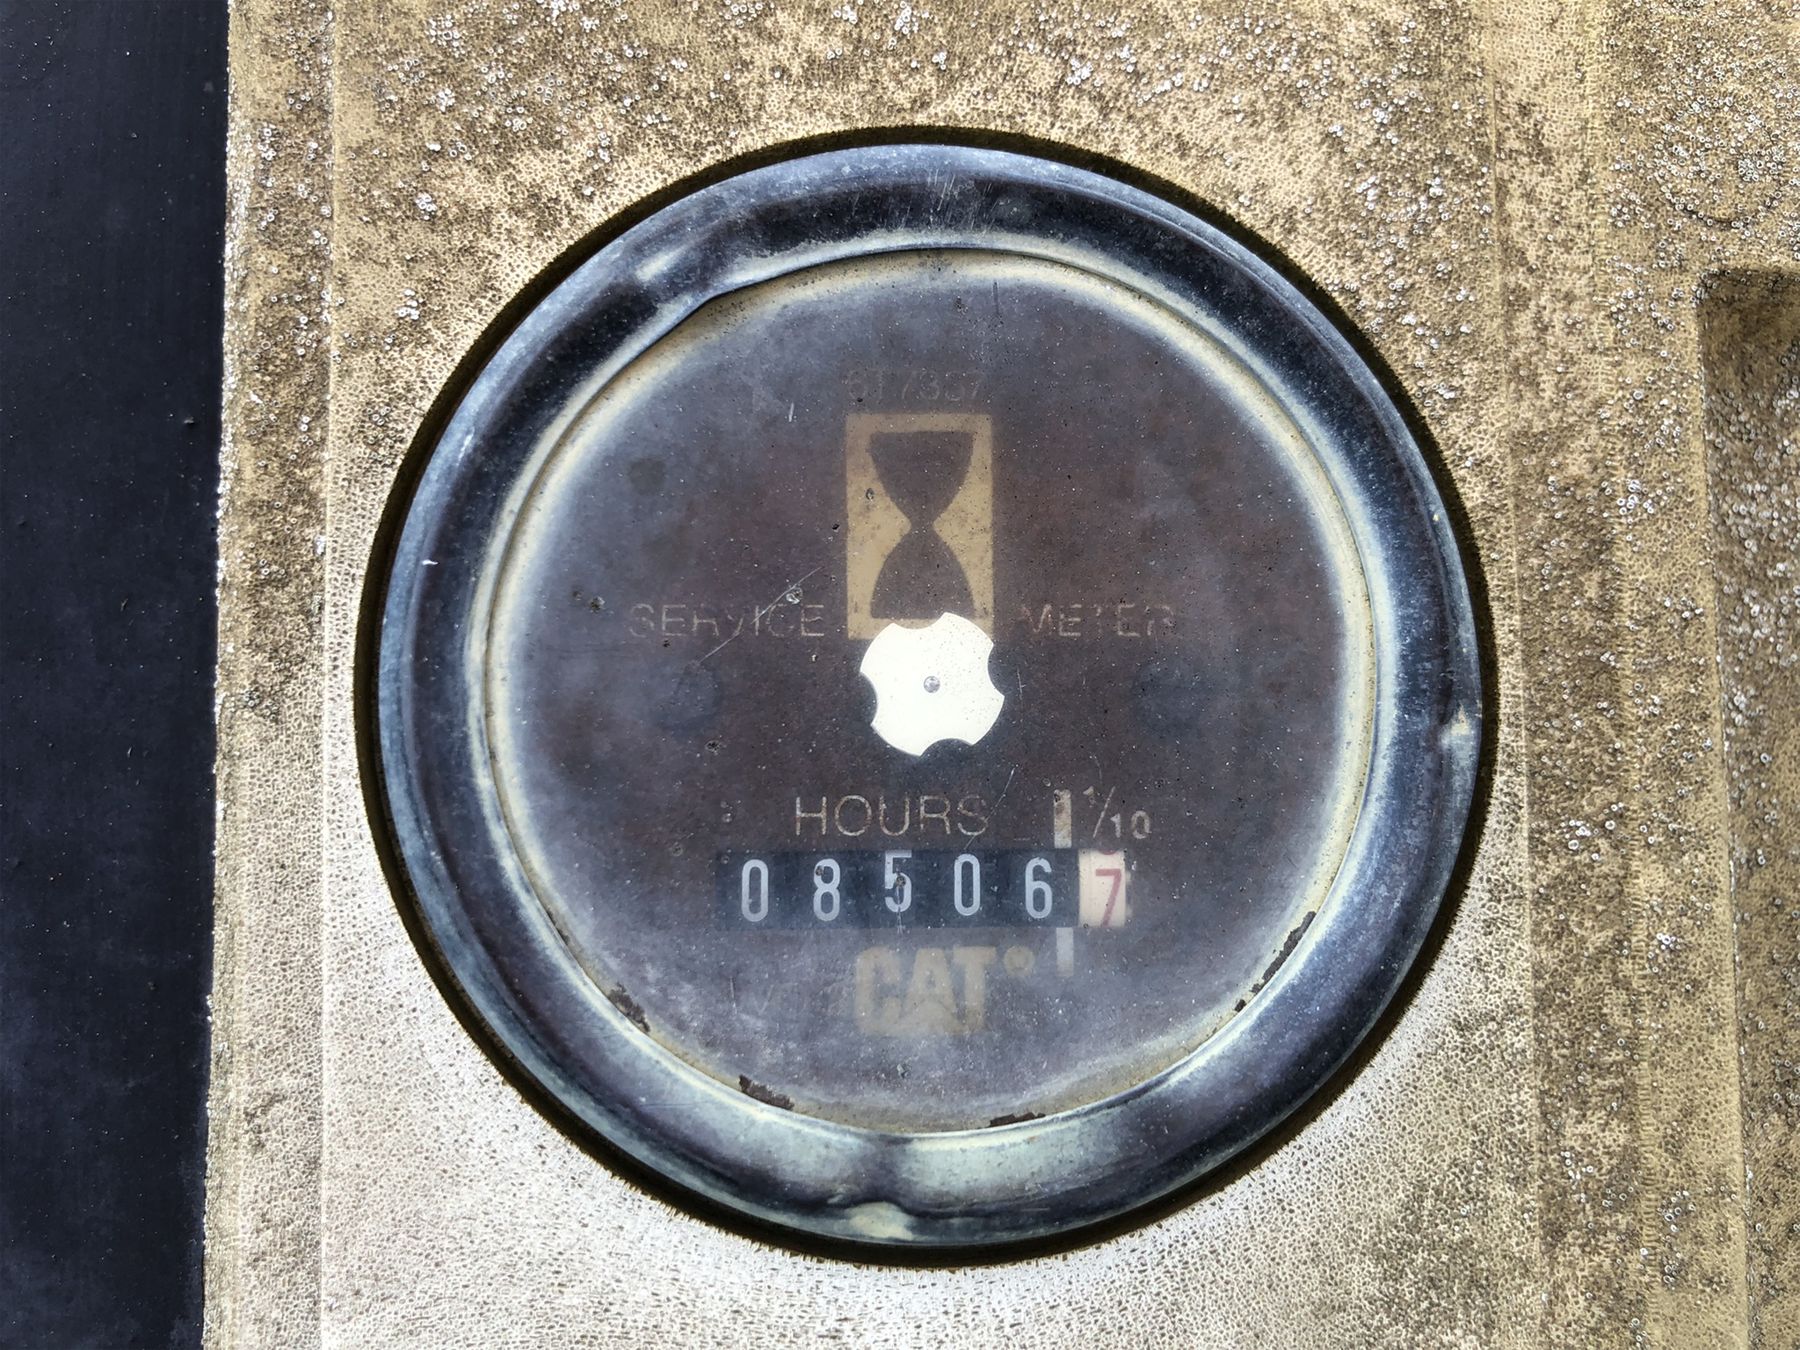 SERVICE METER
HOURS 1/10
085067
CAT